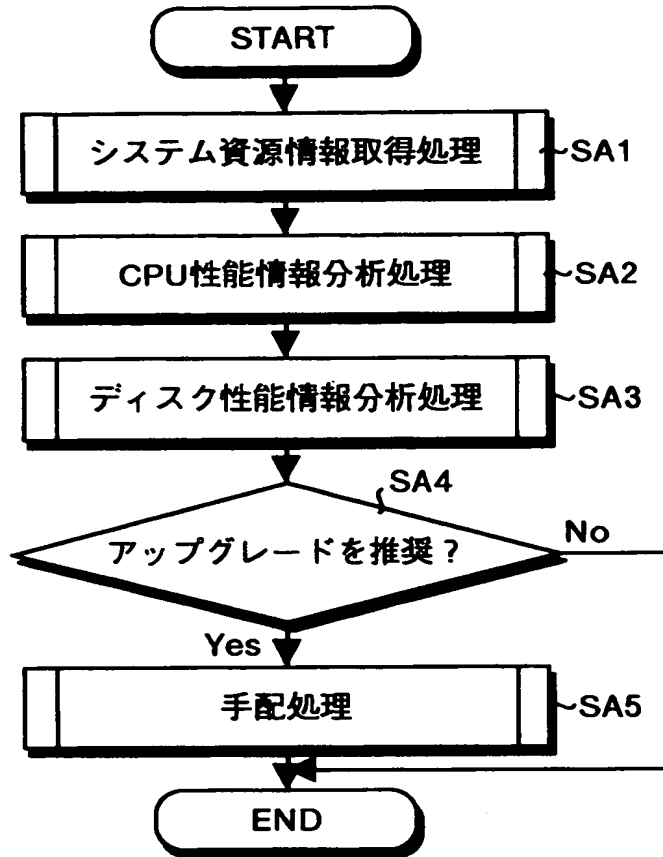 START
システム資源情報取得処理
SA1
CPU性能情報分析処理
SA2
ディスク性能情報分析処理
SA3
SA4
アップグレードを推奨？
No
Yes
手配処理
SA5
END